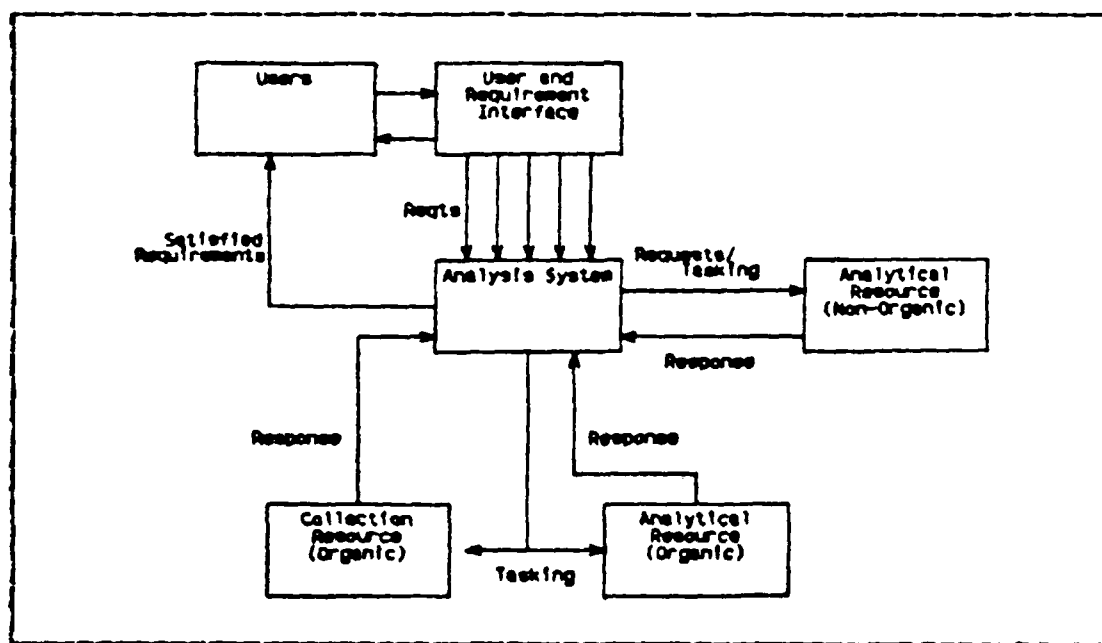 Users
User and
Requirement
Interface
Reqts
Satisfied
Requirements
Analysis System
Requests/
Tasking
Analytical
Resource
(Non-Organic)
Response
Response
Response
Collection
Resource
(Organic)
Analytical
Resource
(Organic)
Tasking